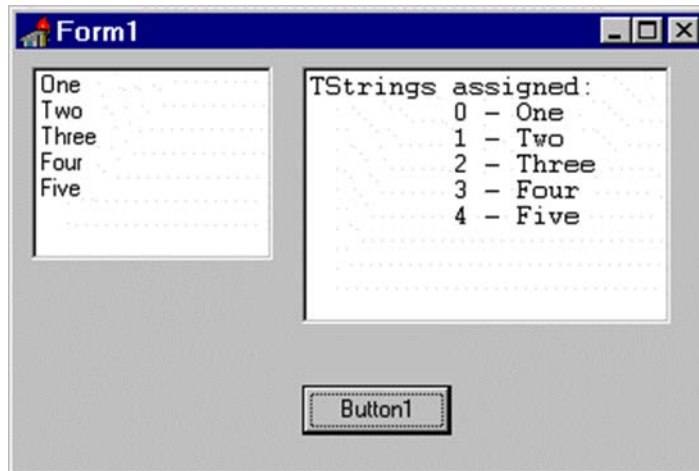 Form1
One
Two
Three
Four
Five
TStrings assigned:
0 - One
1 - Two
2 - Three
3 - Four
4 - Five
Button1